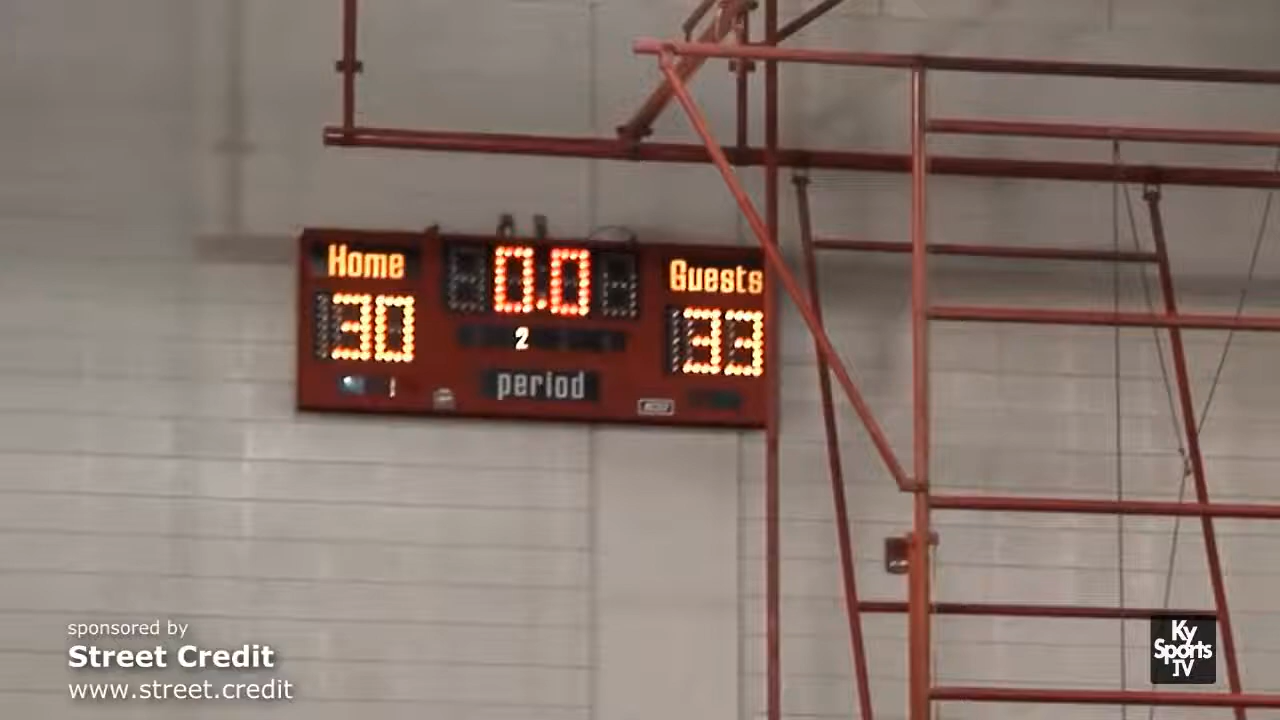 Home
0.0
Guests
30
2
33
period
sponsored by
Street Credit
www.street.credit
Ky
Sports
TV